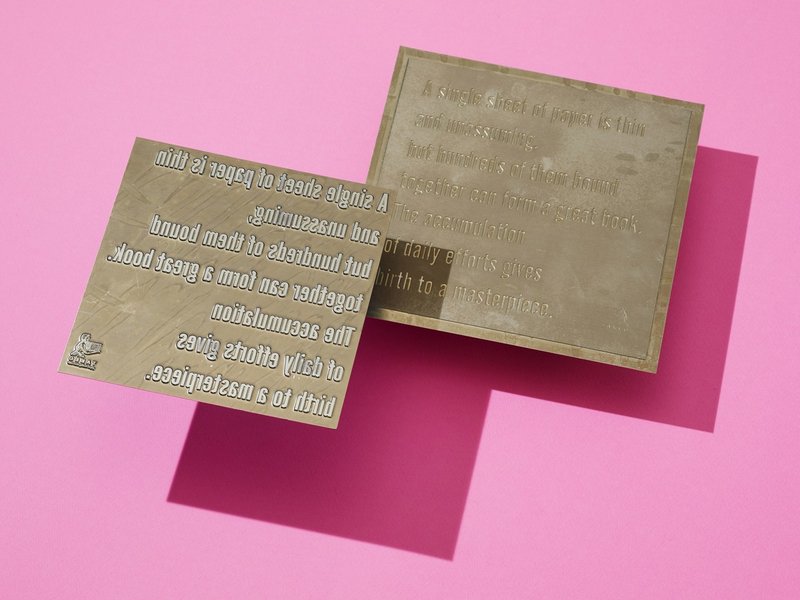 A single sheet of paper is thin
and unassuming,
but hundreds of them bound
together can form a great book.
The accumulation
of daily efforts gives
birth to a masterpiece.
A single sheet of paper is thin
and unassuming.
but hundreds of them bound
together can form a great book.
The accumulation
of daily efforts gives
birth to a masterpiece.